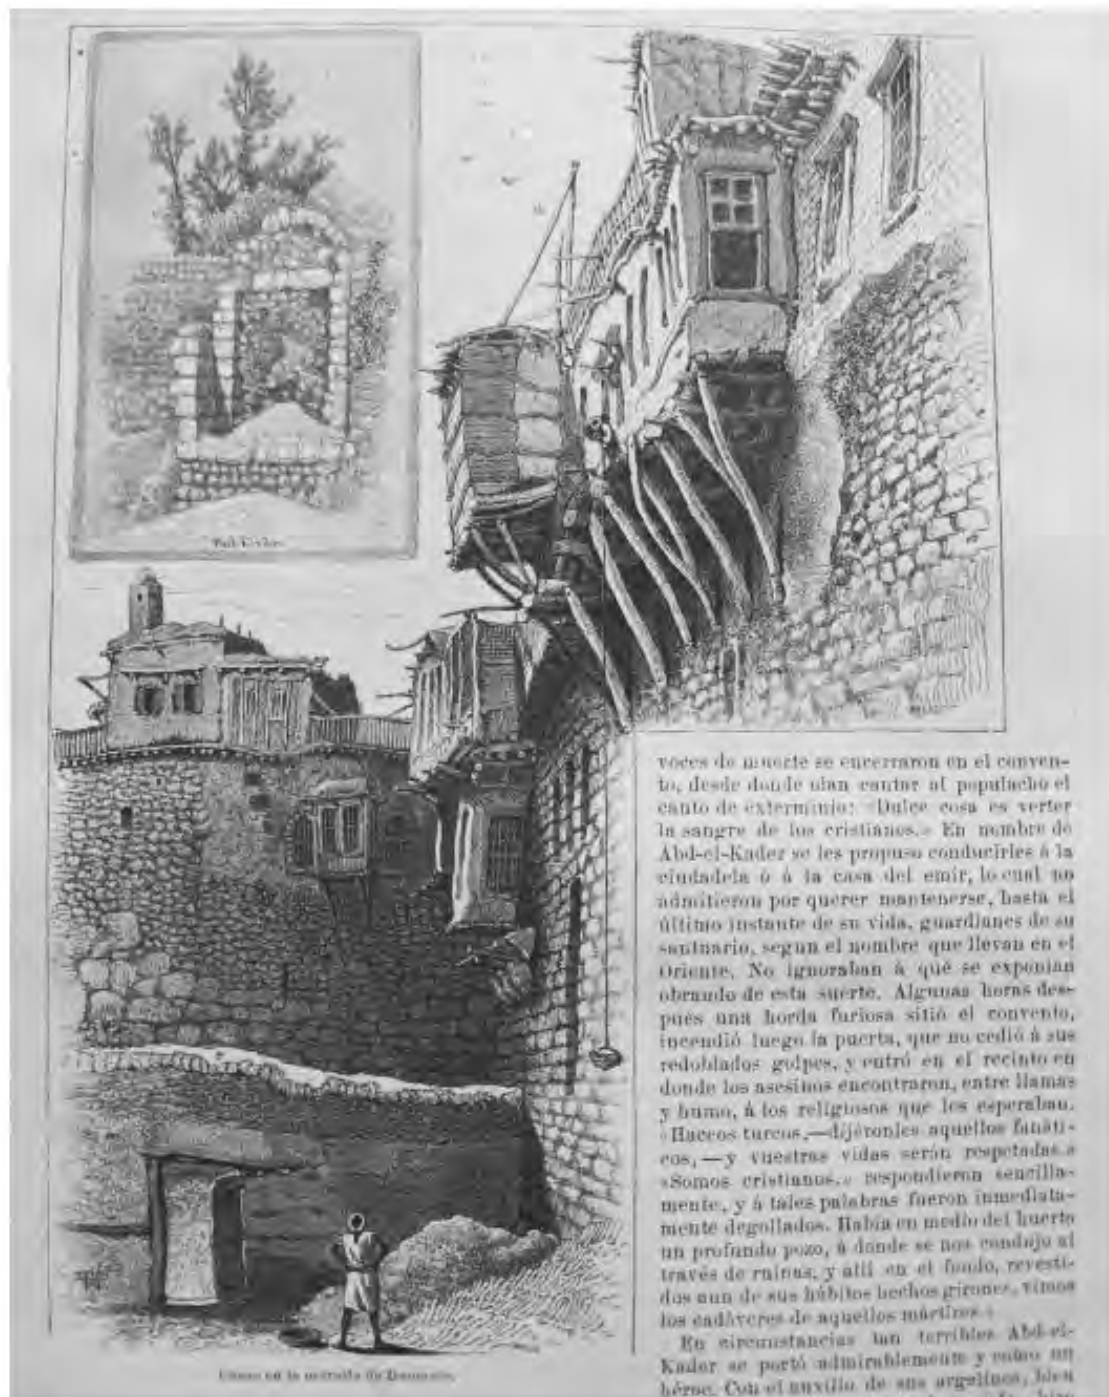 voces de muerte se encerraron en el conven-
to, desde donde oían cantar al populacho el
canto de exterminio: «Dulce cosa es verter
la sangre de los cristianos.» En nombre de
Abd-el-Kader se les propuso conducirles á la
ciudadela ó á la casa del emir, lo cual no
admitieron por querer mantenerse, hasta el
último instante de su vida, guardianes de su
santuario, segun el nombre que llevan en el
Oriente. No ignoraban á qué se exponian
obrando de esta suerte. Algunas horas des-
pués una horda furiosa sitió el convento,
incendió luego la puerta, que no cedió á sus
redoblados golpes, y entró en el recinto en
donde los asesinos encontraron, entre llamas
y humo, á los religiosos que los esperaban.
«Haceos turcos,—dijéronles aquellos fanáti-
cos,—y vuestras vidas serán respetadas.»
«Somos cristianos,» respondieron sencilla-
mente, y á tales palabras fueron inmediata-
mente degollados. Había en medio del huerto
un profundo pozo, á donde se nos condujo al
través de ruinas, y allí en el fondo, revesti-
dos aun de sus hábitos hechos girones, vimos
los cadáveres de aquellos mártires.»
En circunstancias tan terribles Abd-el-
Kader se portó admirablemente y como un
héroe. Con el auxilio de sus argelinos, bien
en la muralla de Damasco.